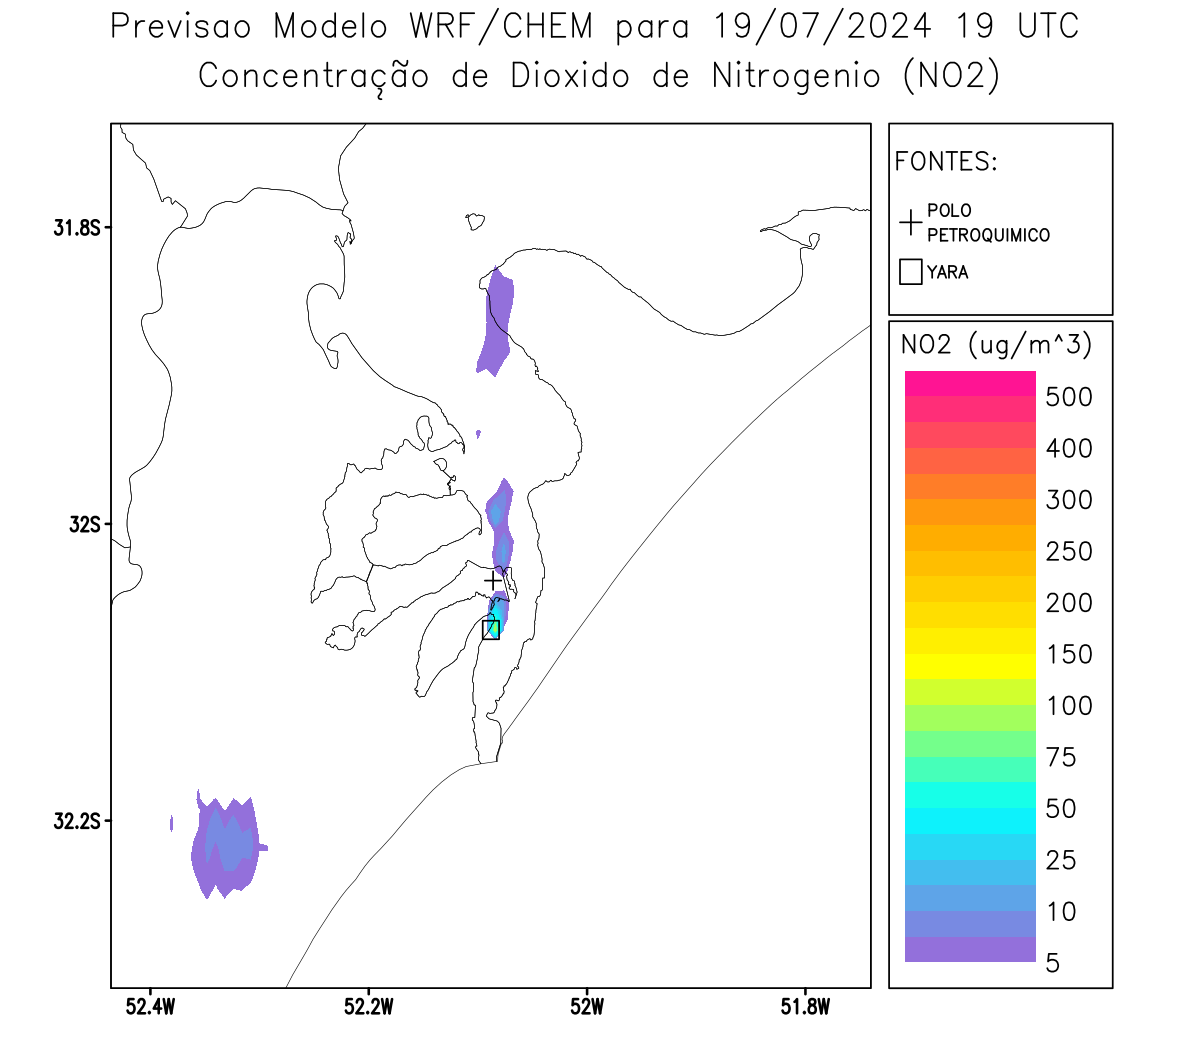 Previsao Modelo WRF/CHEM para 19/07/2024 19 UTC
Concentração de Dioxido de Nitrogenio (NO2)
FONTES:
POLO
PETROQUIMICO
YARA
NO2 (ug/m^3)
500
400
300
250
200
150
100
75
50
25
10
5
31.8S
32S
32.2S
52.4W
52.2W
52W
51.8W